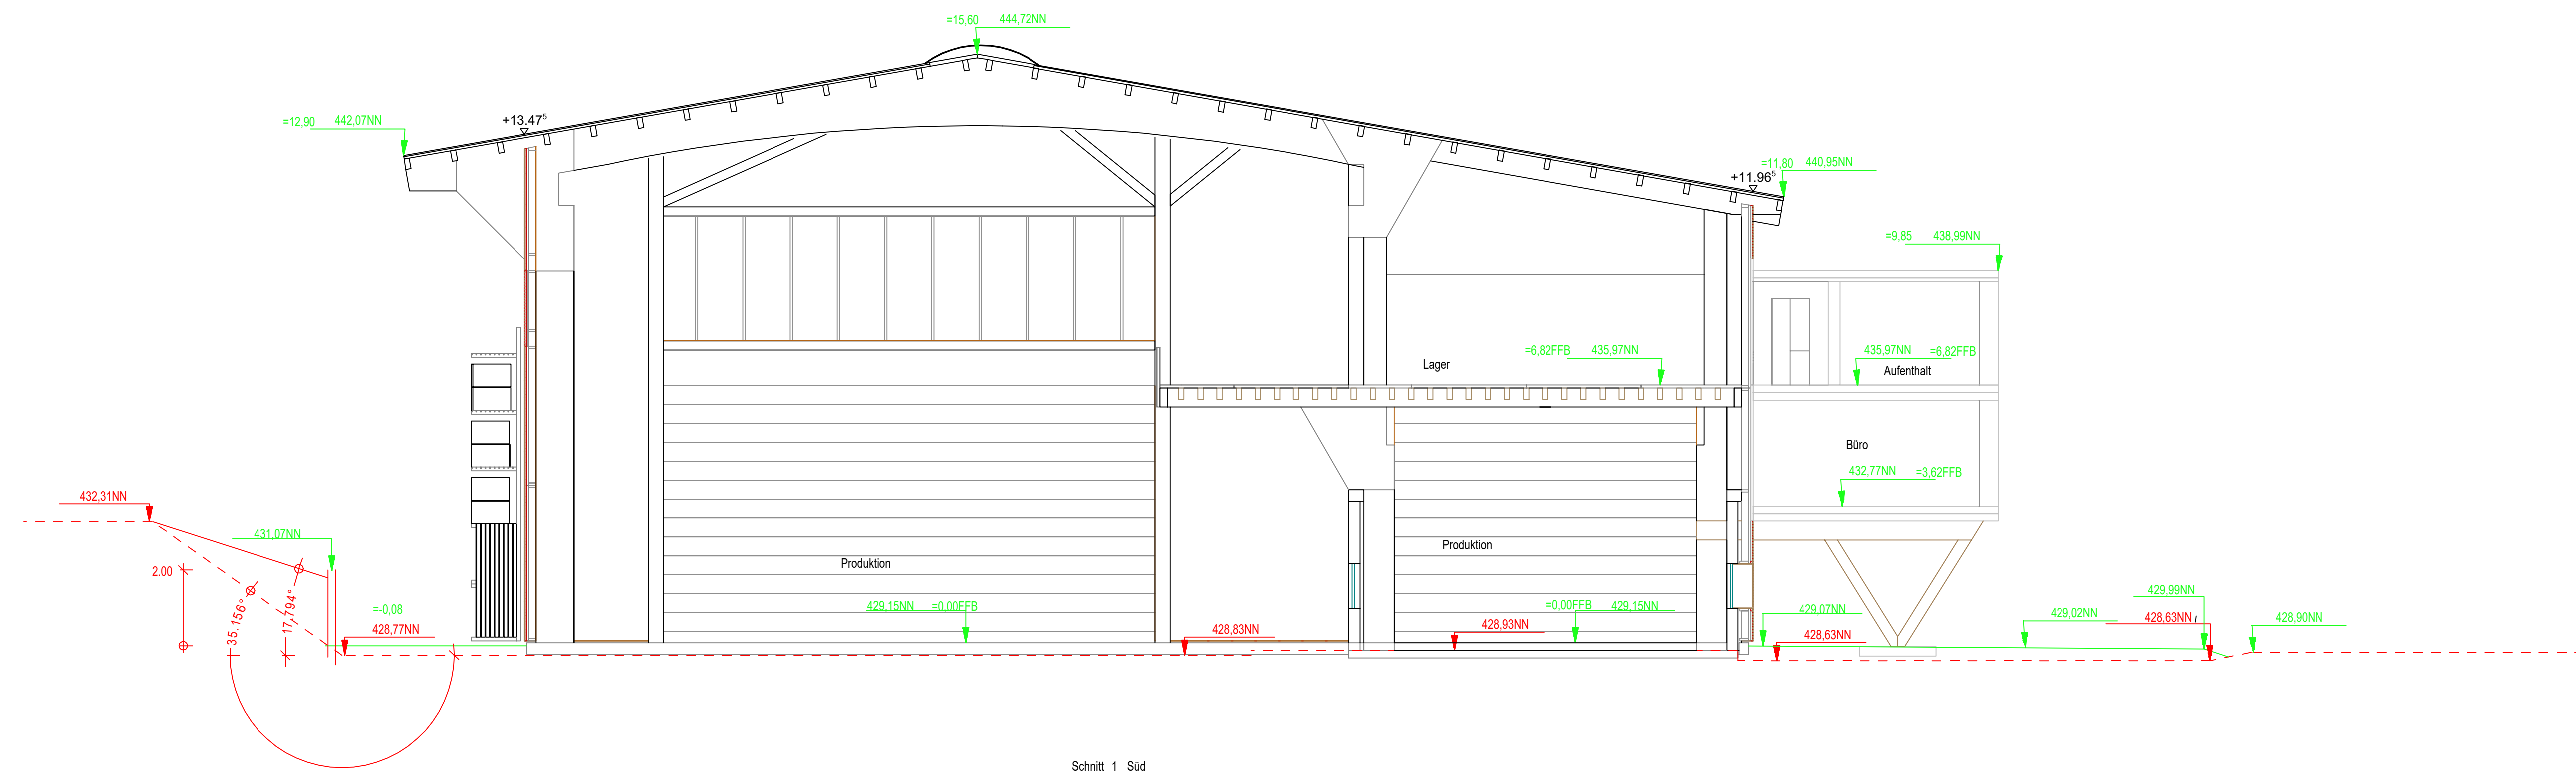 =15,60 444,72NN
=12,90 442,07NN
+13.47⁵
=11,80 440,95NN
+11.96⁵
=9,85 438,99NN
=6,82FFB 435,97NN
435,97NN =6,82FFB
Lager
Aufenthalt
Büro
432,77NN =3,62FFB
432,31NN
431,07NN
Produktion
Produktion
2.00
35.156°
17,794°
=-0,08
428,77NN
429,15NN =0,00FFB
428,83NN
428,93NN
=0,00FFB 429,15NN
429,07NN
428,63NN
429,02NN
429,99NN
428,63NN
428,90NN
Schnitt 1 Süd